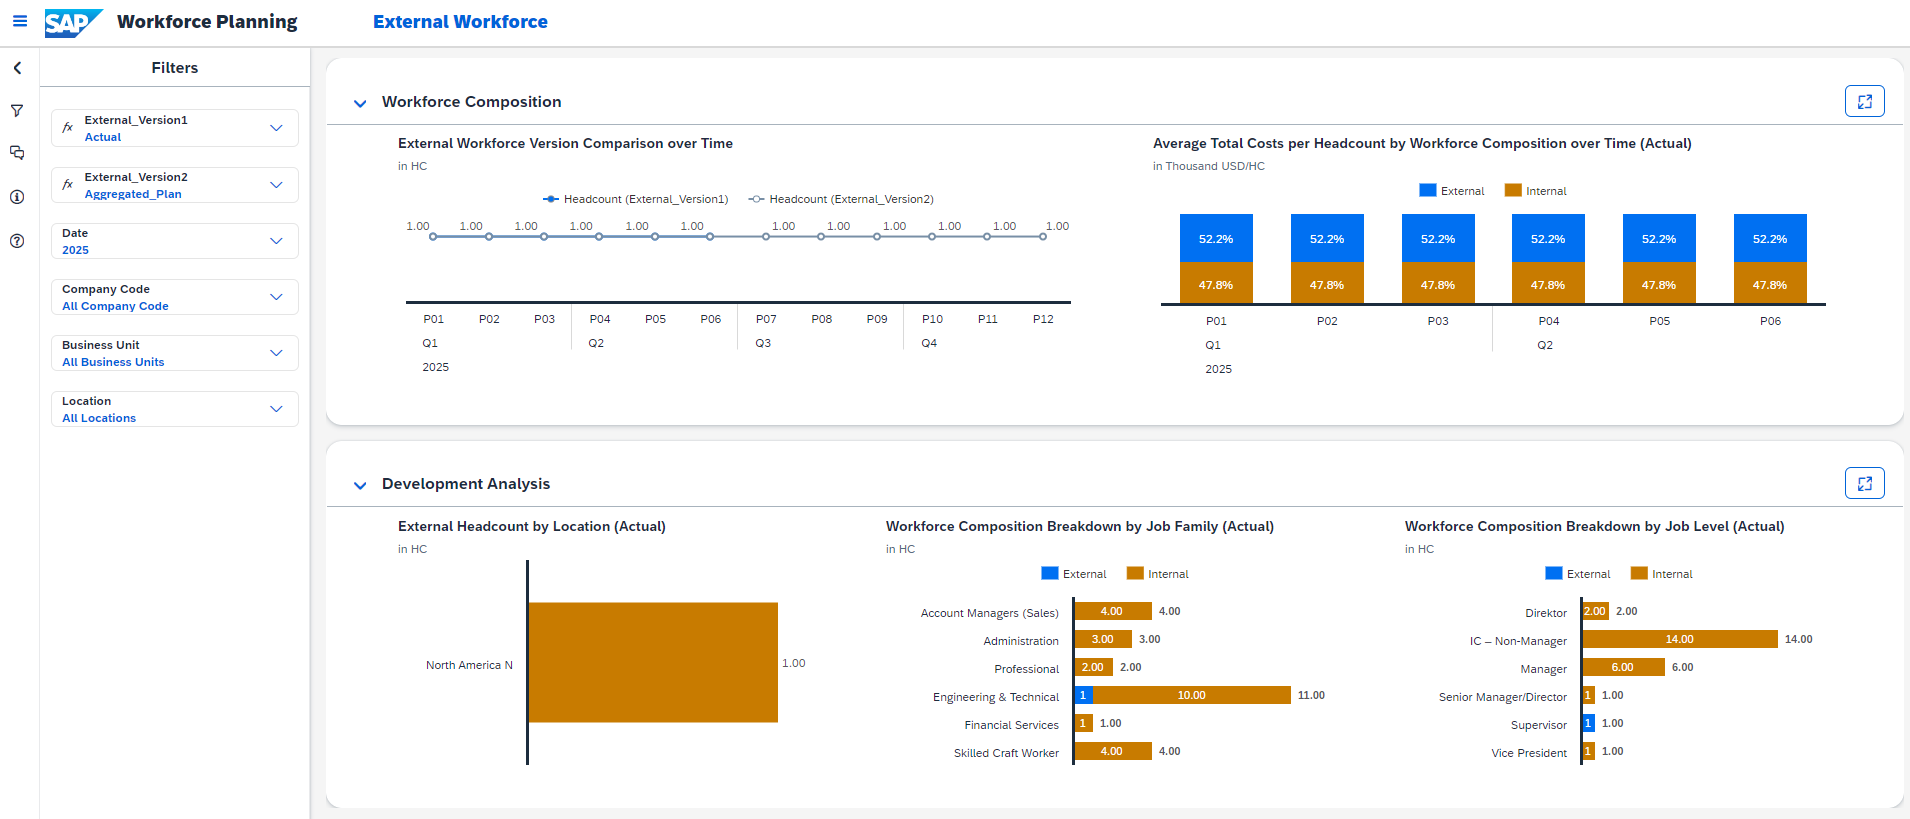 SAP Workforce Planning External Workforce
Filters
fx External_Version1
Actual
fx External_Version2
Aggregated_Plan
Date
2025
Company Code
All Company Code
Business Unit
All Business Units
Location
All Locations
Workforce Composition
External Workforce Version Comparison over Time
in HC
Headcount (External_Version1) Headcount (External_Version2)
1.00 1.00 1.00 1.00 1.00 1.00 1.00 1.00 1.00 1.00 1.00 1.00
P01 P02 P03 P04 P05 P06 P07 P08 P09 P10 P11 P12
Q1 Q2 Q3 Q4
2025
Average Total Costs per Headcount by Workforce Composition over Time (Actual)
in Thousand USD/HC
External Internal
52.2% 52.2% 52.2% 52.2% 52.2% 52.2%
47.8% 47.8% 47.8% 47.8% 47.8% 47.8%
P01 P02 P03 P04 P05 P06
Q1 Q2
2025
Development Analysis
External Headcount by Location (Actual)
in HC
North America N 1.00
Workforce Composition Breakdown by Job Family (Actual)
in HC
External Internal
Account Managers (Sales) 4.00 4.00
Administration 3.00 3.00
Professional 2.00 2.00
Engineering & Technical 1 10.00 11.00
Financial Services 1 1.00
Skilled Craft Worker 4.00 4.00
Workforce Composition Breakdown by Job Level (Actual)
in HC
External Internal
Direktor 2.00 2.00
IC – Non-Manager 14.00 14.00
Manager 6.00 6.00
Senior Manager/Director 1 1.00
Supervisor 1 1.00
Vice President 1 1.00